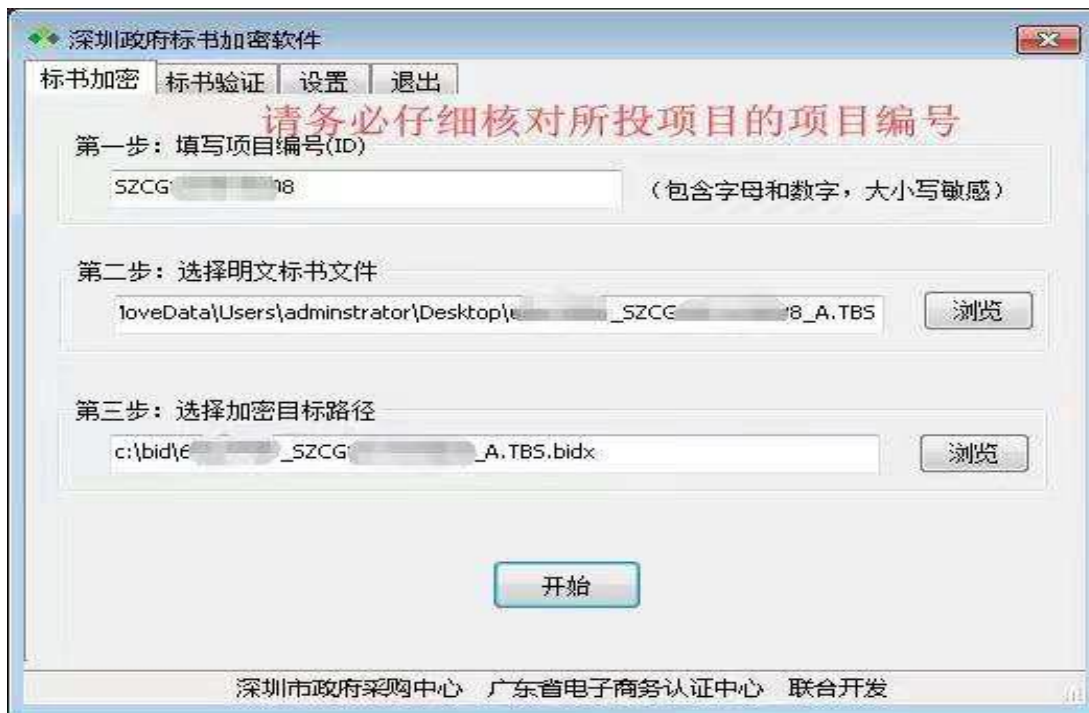 深圳政府标书加密软件
标书加密 标书验证 设置 退出
请务必仔细核对所投项目的项目编号
第一步：填写项目编号(ID)
SZCG 08 （包含字母和数字，大小写敏感）
第二步：选择明文标书文件
loveData\Users\adminstrator\Desktop\ _SZCG 8_A.TBS 浏览
第三步：选择加密目标路径
c:\bid\6 _SZCG _A.TBS.bidx 浏览
开始
深圳市政府采购中心 广东省电子商务认证中心 联合开发